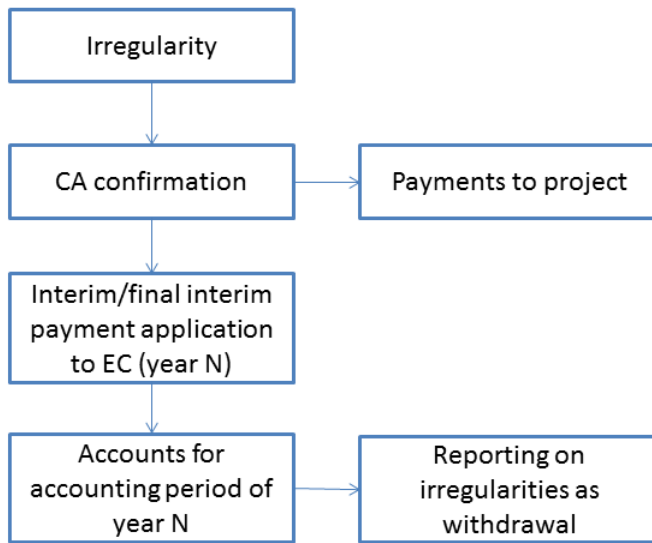 Irregularity
CA confirmation
Payments to project
Interim/final interim
payment application
to EC (year N)
Accounts for
accounting period of
year N
Reporting on
irregularities as
withdrawal